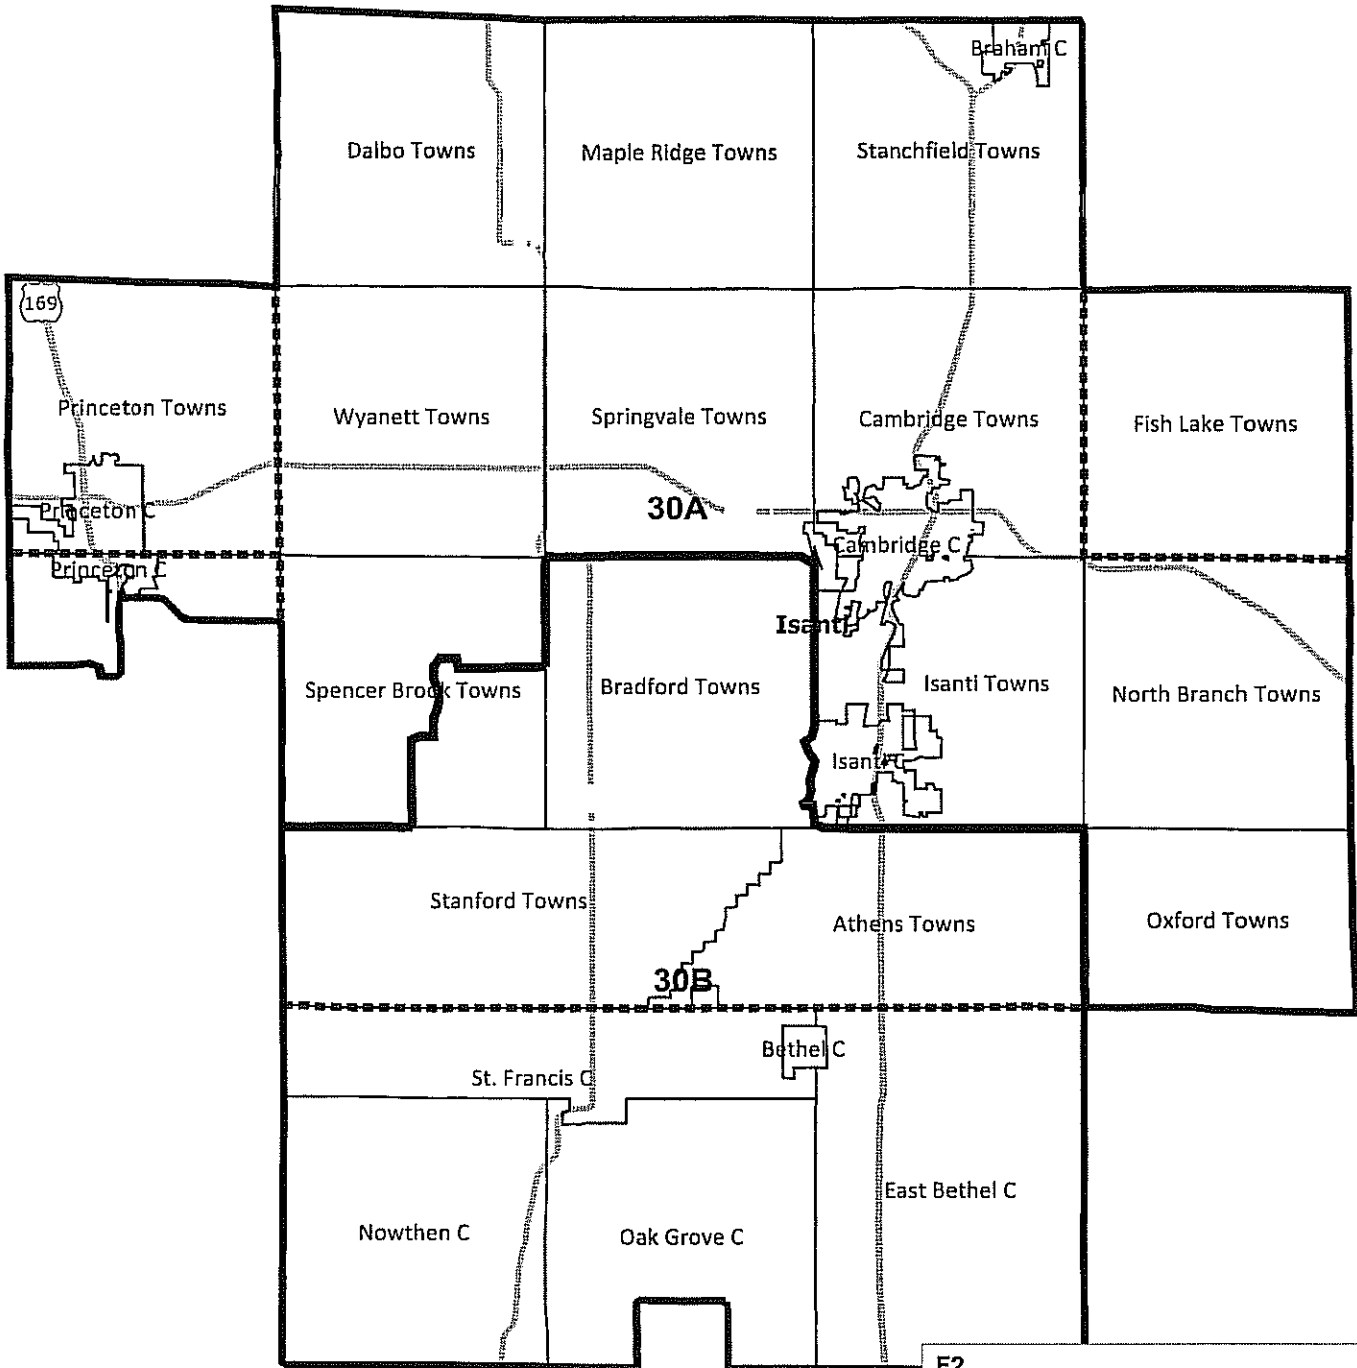 Braham C
Dalbo Towns
Maple Ridge Towns
Stanchfield Towns
169
Princeton Towns
Wyanett Towns
Springvale Towns
Cambridge Towns
Fish Lake Towns
Princeton C
30A
Cambridge C
Princeton C
Isanti
Spencer Brook Towns
Bradford Towns
Isanti Towns
North Branch Towns
Isanti C
Stanford Towns
Athens Towns
Oxford Towns
30B
Bethel C
St. Francis C
East Bethel C
Nowthen C
Oak Grove C
E2